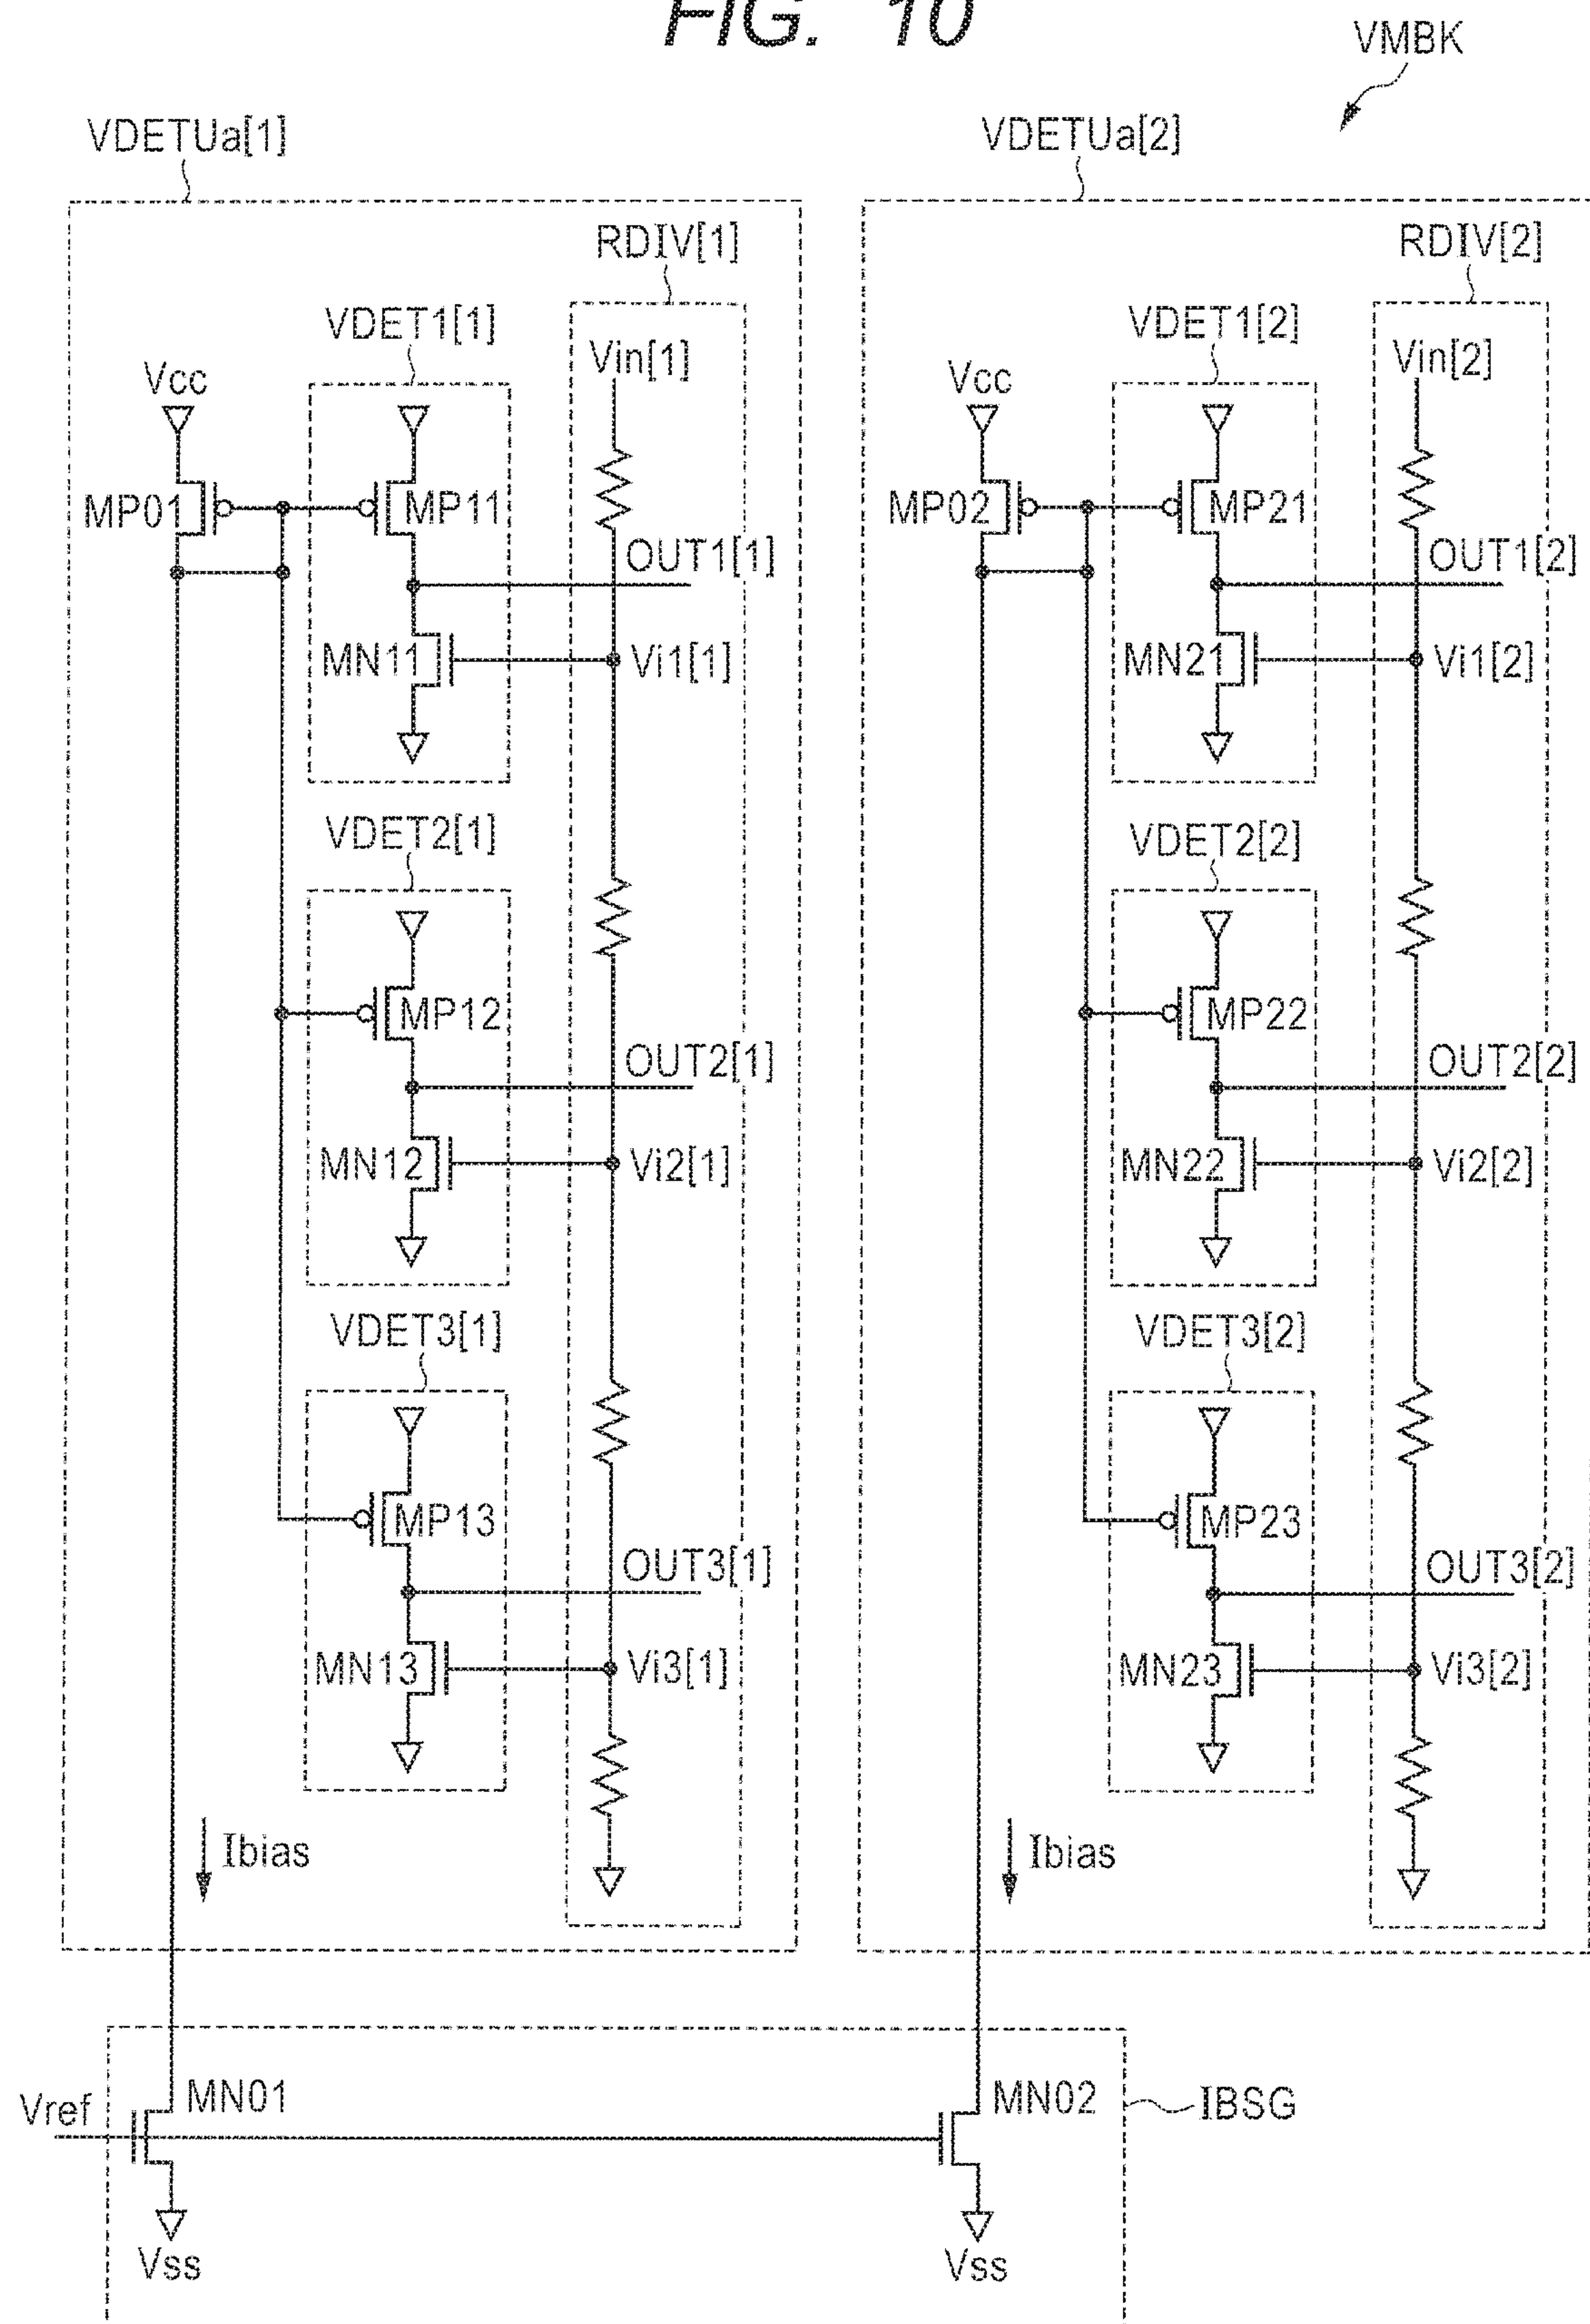 FIG. 10
VMBK
VDETUa[1]
VDETUa[2]
RDIV[1]
RDIV[2]
VDET1[1]
VDET1[2]
Vin[1]
Vin[2]
Vcc
Vcc
MP01
MP11
MP02
MP21
OUT1[1]
OUT1[2]
MN11
Vi1[1]
MN21
Vi1[2]
VDET2[1]
VDET2[2]
MP12
MP22
OUT2[1]
OUT2[2]
MN12
Vi2[1]
MN22
Vi2[2]
VDET3[1]
VDET3[2]
MP13
MP23
OUT3[1]
OUT3[2]
MN13
Vi3[1]
MN23
Vi3[2]
Ibias
Ibias
Vref
MN01
MN02
IBSG
Vss
Vss